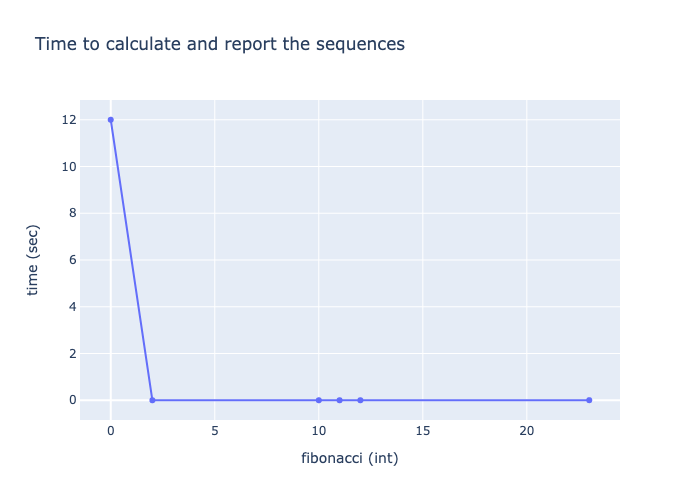 Time to calculate and report the sequences
12
10
8
6
4
2
0
time (sec)
0 5 10 15 20
fibonacci (int)